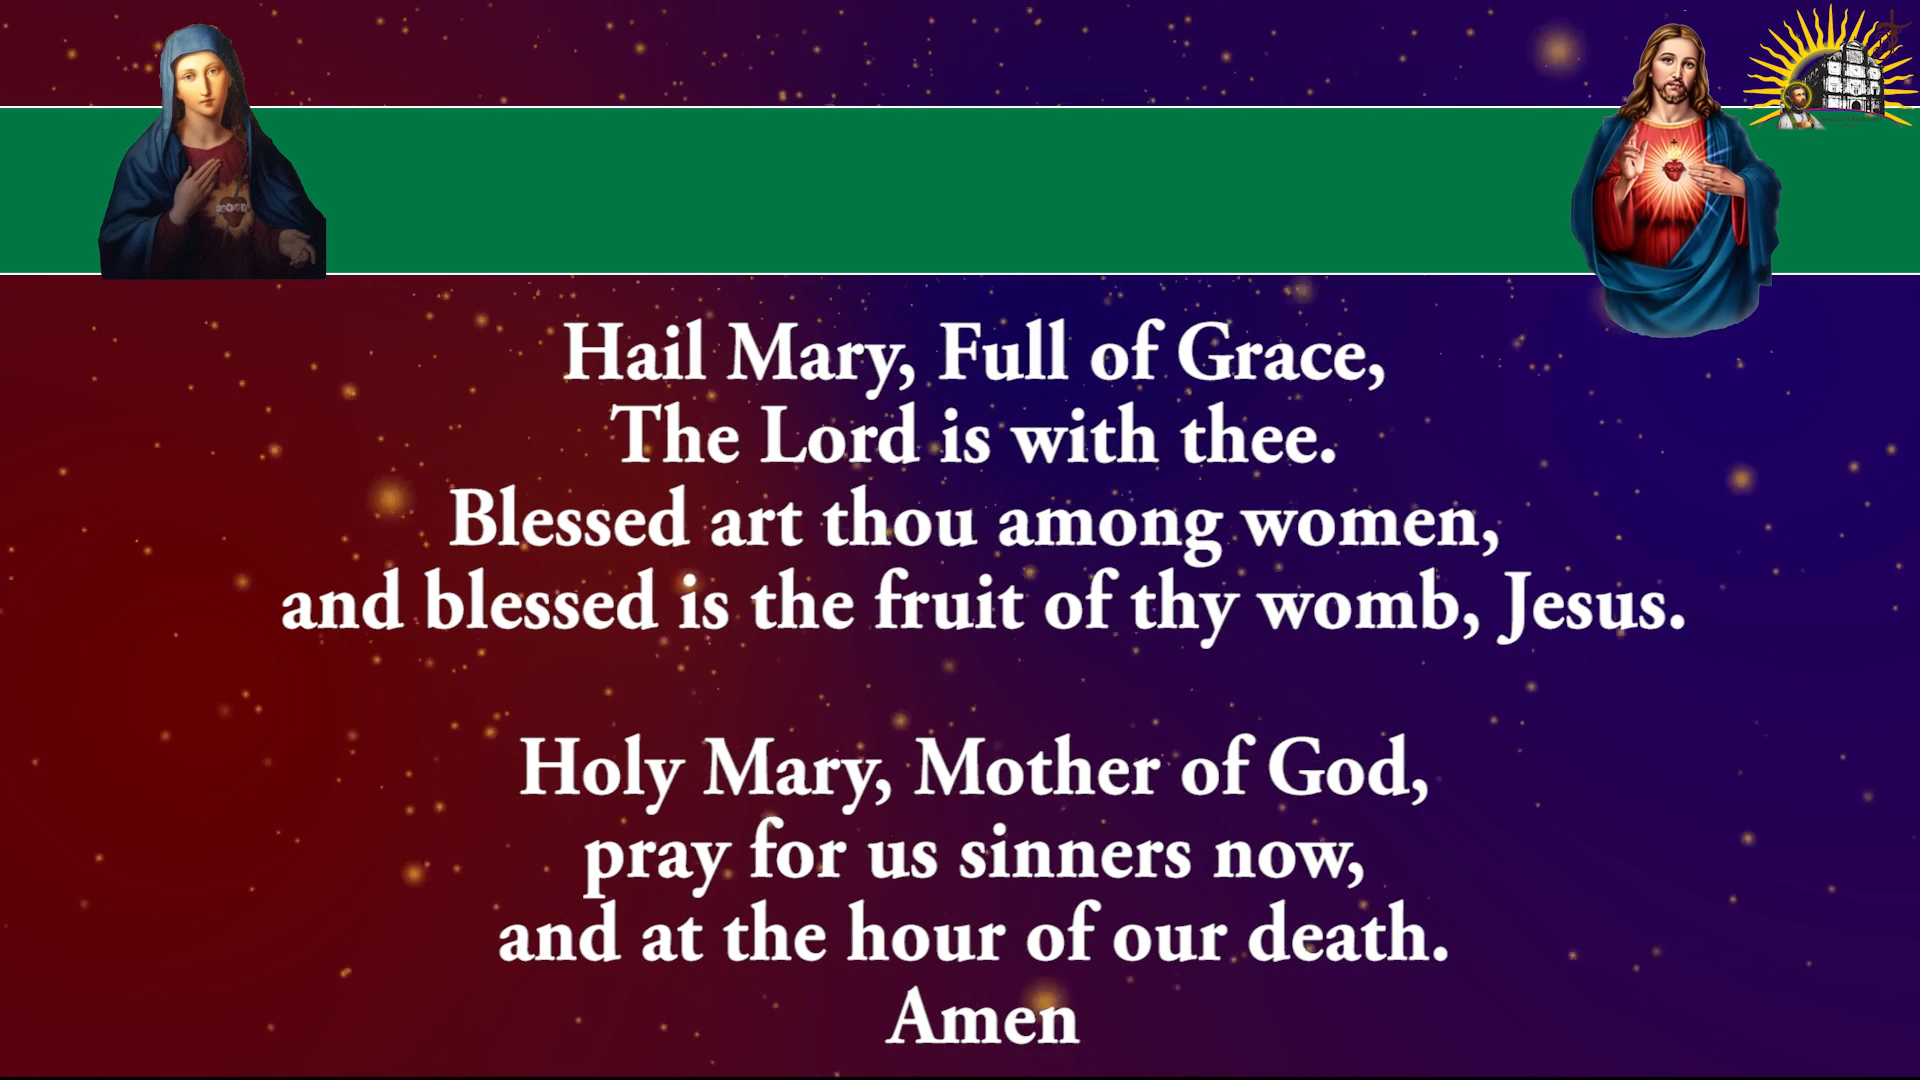 Hail Mary, Full of Grace,
The Lord is with thee.
Blessed art thou among women,
and blessed is the fruit of thy womb, Jesus.
Holy Mary, Mother of God,
pray for us sinners now,
and at the hour of our death.
Amen